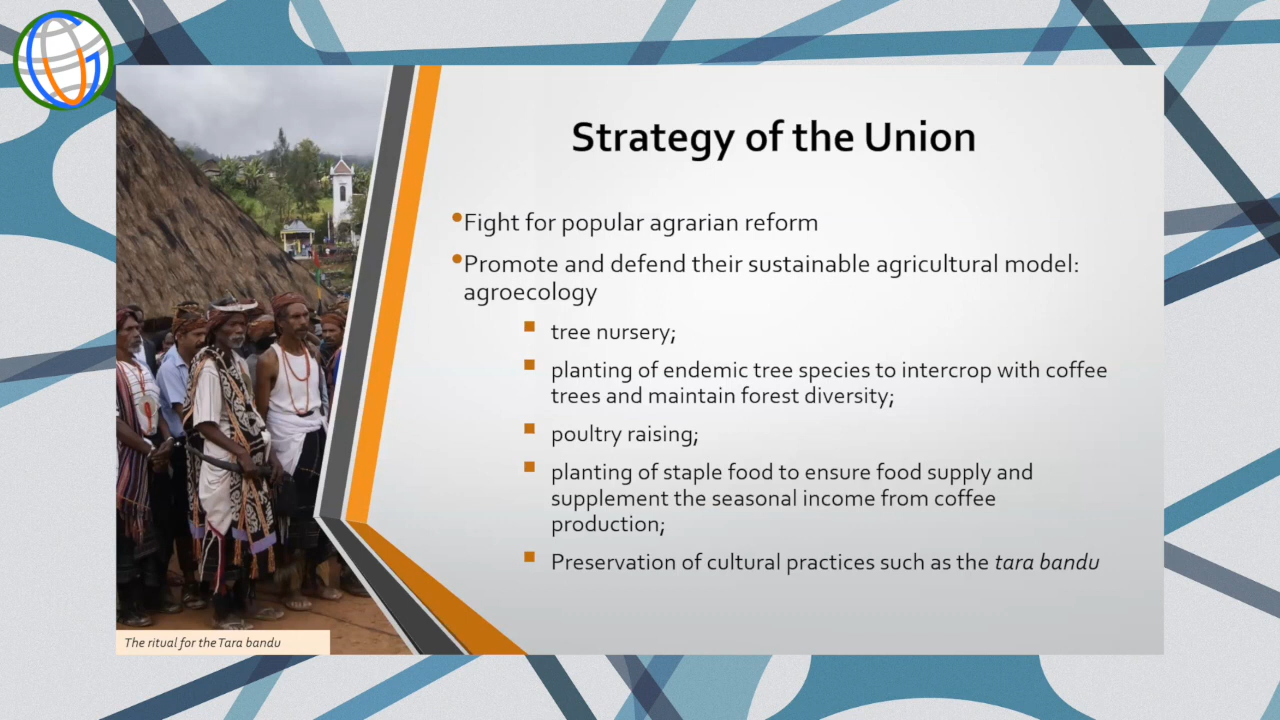 Strategy of the Union
•Fight for popular agrarian reform
•Promote and defend their sustainable agricultural model:
agroecology
▪ tree nursery;
▪ planting of endemic tree species to intercrop with coffee
trees and maintain forest diversity;
▪ poultry raising;
▪ planting of staple food to ensure food supply and
supplement the seasonal income from coffee
production;
▪ Preservation of cultural practices such as the tara bandu
The ritual for the Tara bandu